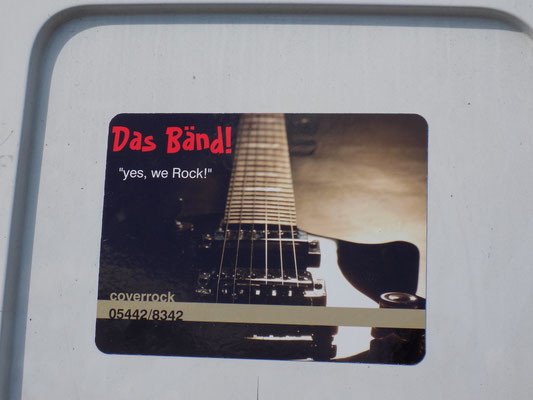 Das Bänd!
"yes, we Rock!"
coverrock
05442/8342